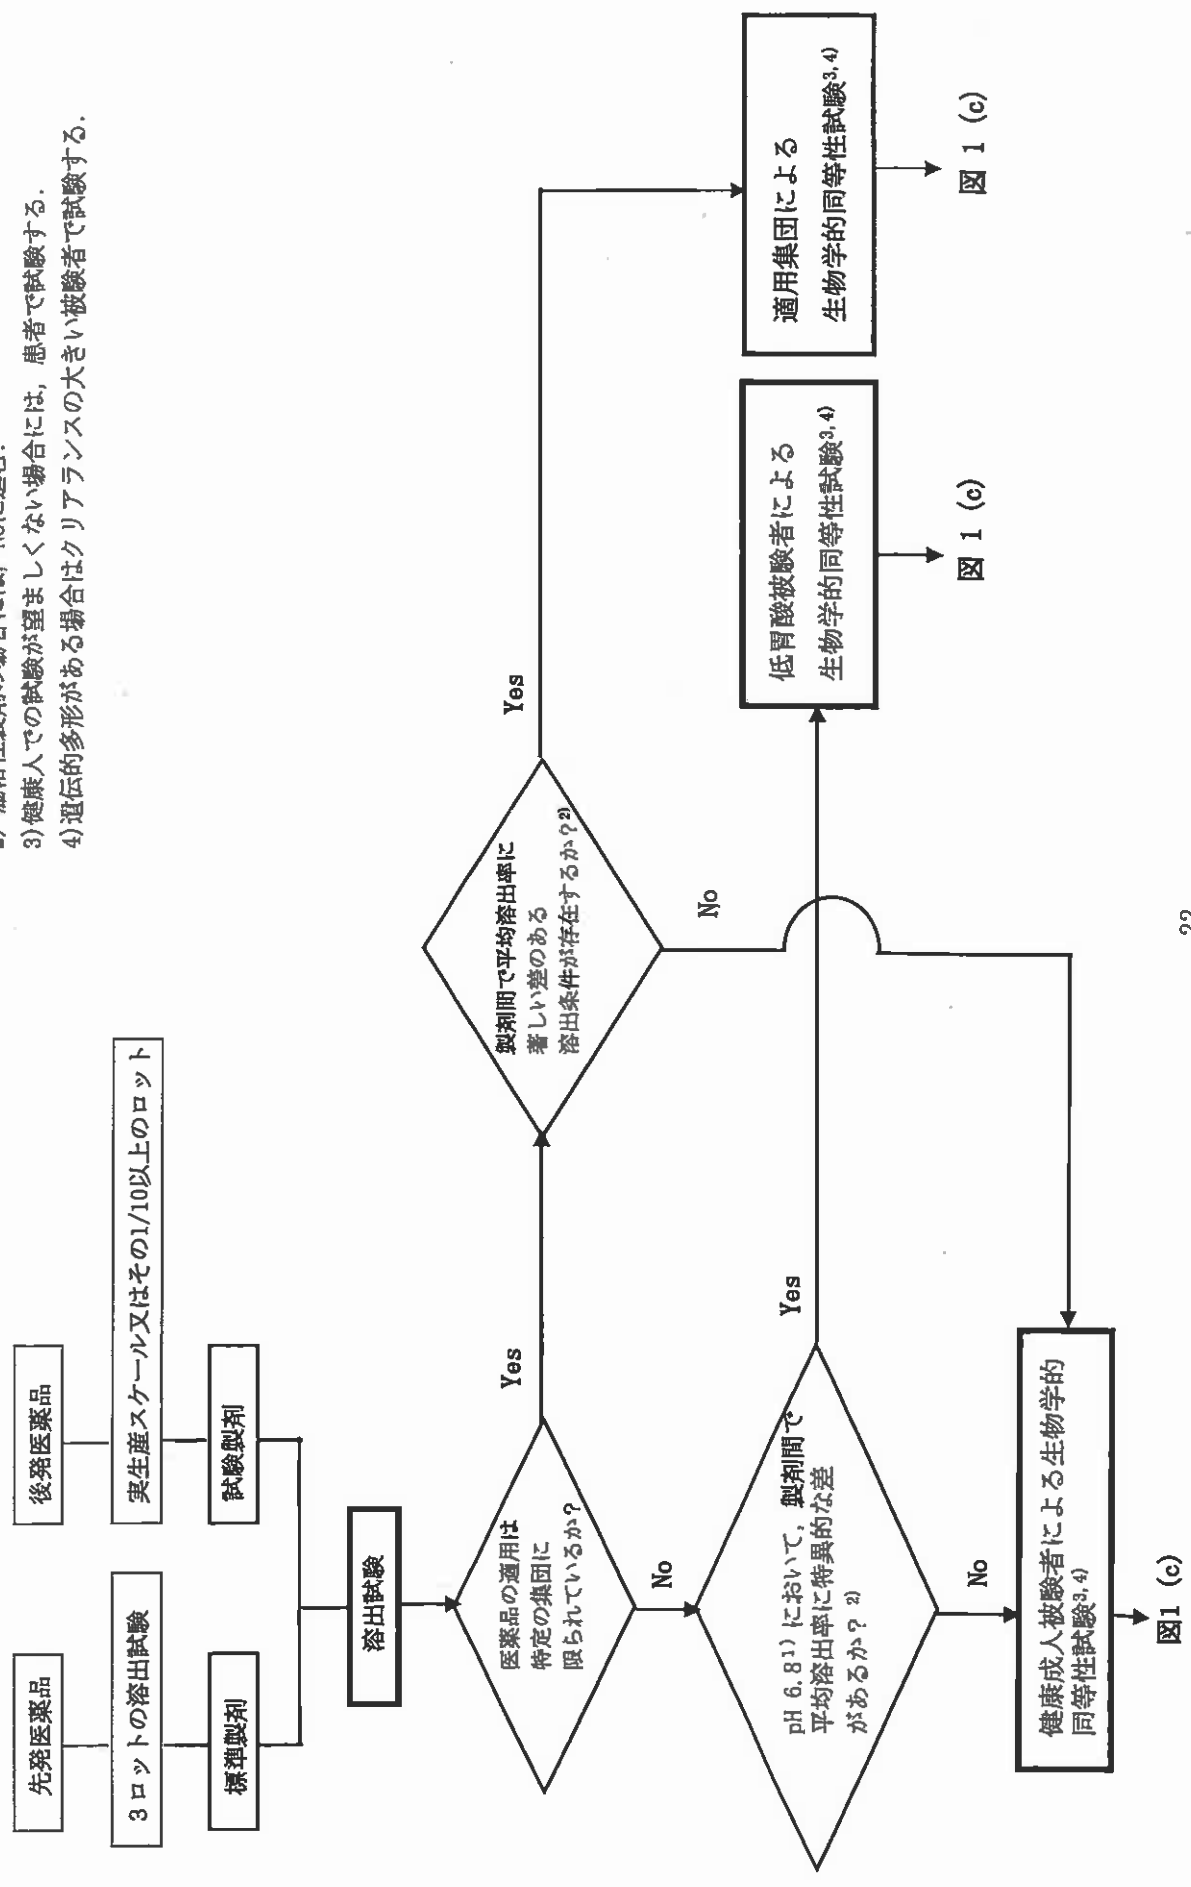 3)健康人での試験が望ましくない場合には，患者で試験する．
4)遺伝的多形がある場合はクリアランスの大きい被験者で試験する．
先発医薬品
後発医薬品
3ロットの溶出試験
実生産スケール又はその1/10以上のロット
標準製剤
試験製剤
溶出試験
医薬品の適用は
特定の集団に
限られているか？
Yes
製剤間で平均溶出率に
著しい差のある
溶出条件が存在するか？2)
Yes
No
No
pH 6.8 1) において，製剤間で
平均溶出率に特異的な差
があるか？ 2)
Yes
No
適用集団による
生物学的同等性試験3,4)
図 1 (c)
低胃酸被験者による
生物学的同等性試験3,4)
図 1 (c)
健康成人被験者による生物学的
同等性試験3,4)
図1 (c)